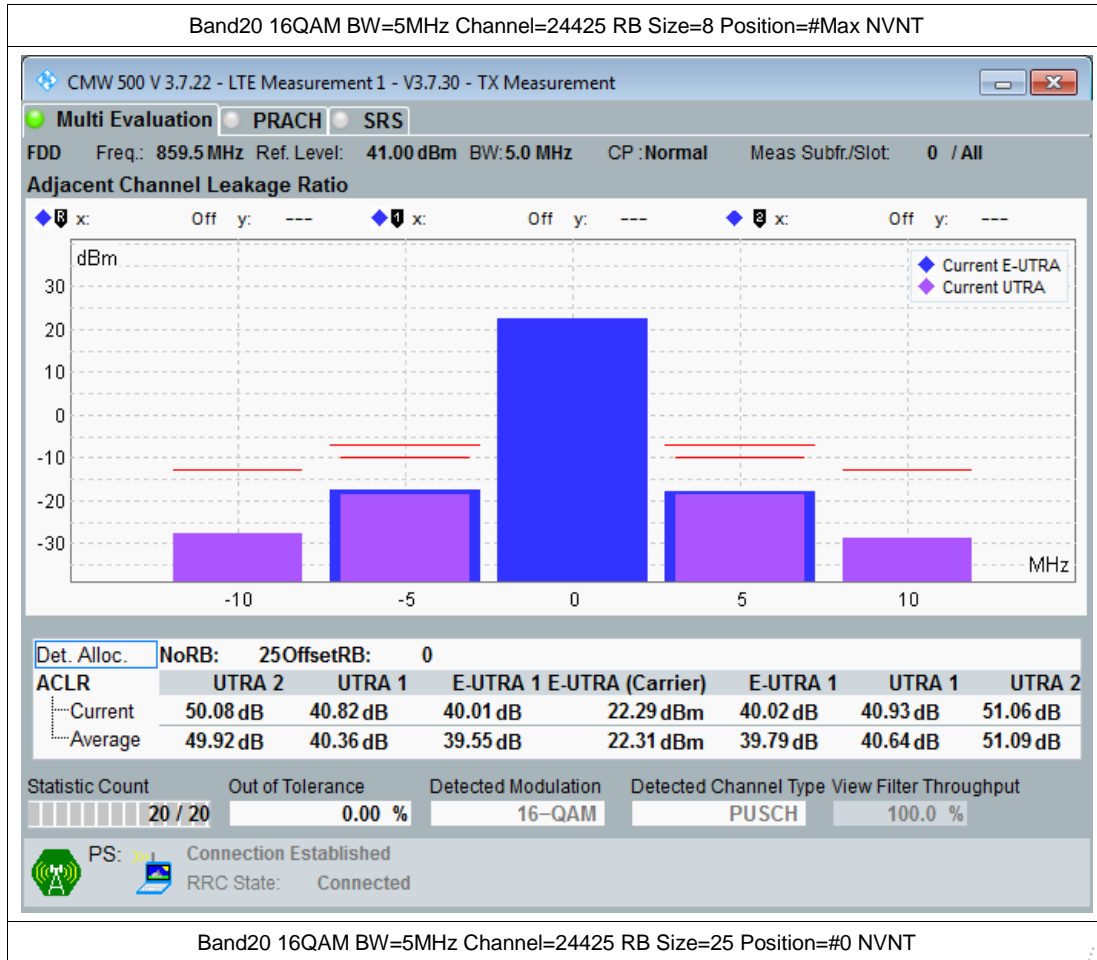 Band20 16QAM BW=5MHz Channel=24425 RB Size=8 Position=#Max NVNT
CMW 500 V 3.7.22 - LTE Measurement 1 - V3.7.30 - TX Measurement
Multi Evaluation PRACH SRS
FDD Freq.: 859.5 MHz Ref. Level: 41.00 dBm BW: 5.0 MHz CP : Normal Meas Subfr./Slot: 0 / All
Adjacent Channel Leakage Ratio
R x: Off y: --- 1 x: Off y: --- 2 x: Off y: ---
dBm
Current E-UTRA
Current UTRA
30
20
10
0
-10
-20
-30
MHz
-10 -5 0 5 10
Det. Alloc. NoRB: 25 OffsetRB: 0
ACLR UTRA 2 UTRA 1 E-UTRA 1 E-UTRA (Carrier) E-UTRA 1 UTRA 1 UTRA 2
Current 50.08 dB 40.82 dB 40.01 dB 22.29 dBm 40.02 dB 40.93 dB 51.06 dB
Average 49.92 dB 40.36 dB 39.55 dB 22.31 dBm 39.79 dB 40.64 dB 51.09 dB
Statistic Count Out of Tolerance Detected Modulation Detected Channel Type View Filter Throughput
20 / 20 0.00 % 16-QAM PUSCH 100.0 %
PS: Connection Established
RRC State: Connected
Band20 16QAM BW=5MHz Channel=24425 RB Size=25 Position=#0 NVNT